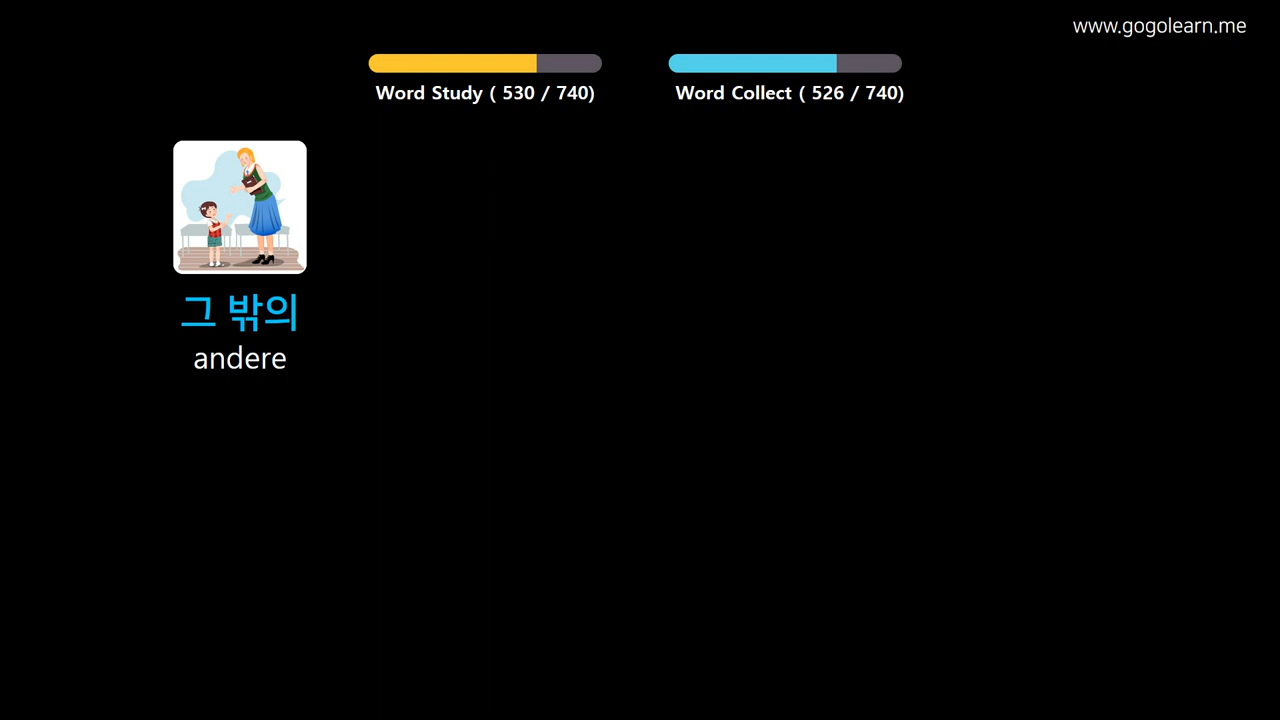 www.gogolearn.me
Word Study ( 530 / 740)
Word Collect ( 526 / 740)
그 밖의
andere